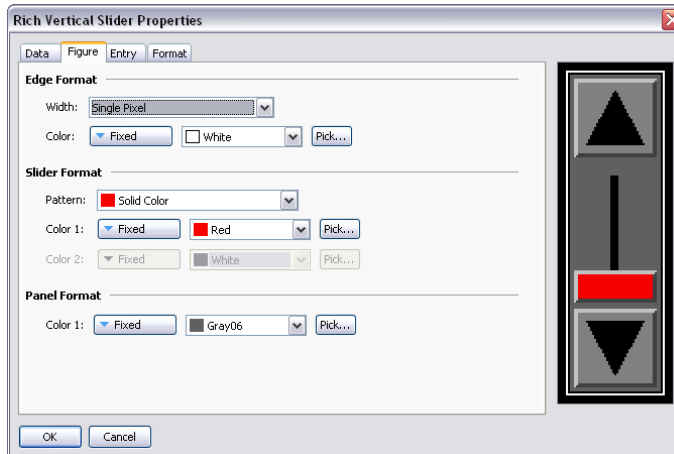 Rich Vertical Slider Properties
Data Figure Entry Format
Edge Format
Width: Single Pixel
Color: Fixed White Pick...
Slider Format
Pattern: Solid Color
Color 1: Fixed Red Pick...
Color 2: Fixed White Pick...
Panel Format
Color 1: Fixed Gray06 Pick...
OK Cancel